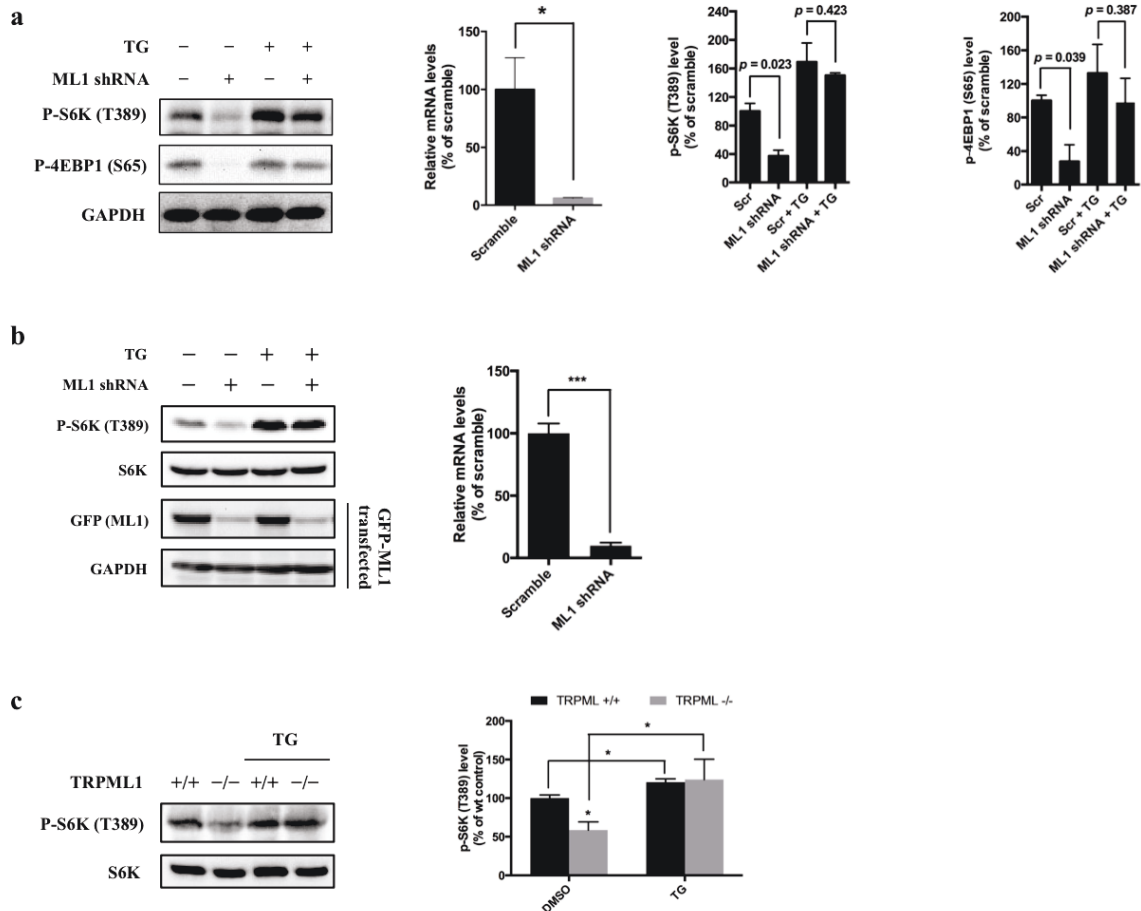 a
TG − − + +
ML1 shRNA − + − +
P-S6K (T389)
P-4EBP1 (S65)
GAPDH
Relative mRNA levels
(% of scramble)
150
100
50
0
*
Scramble
ML1 shRNA
p-S6K (T389) level
(% of scramble)
240
200
160
120
80
40
0
p = 0.023
p = 0.423
Scr
ML1 shRNA
Scr + TG
ML1 shRNA + TG
p-4EBP1 (S65) level
(% of scramble)
200
160
120
80
40
0
p = 0.039
p = 0.387
Scr
ML1 shRNA
Scr + TG
ML1 shRNA + TG
b
TG − − + +
ML1 shRNA − + − +
P-S6K (T389)
S6K
GFP (ML1)
GAPDH
GFP-ML1
transfected
Relative mRNA levels
(% of scramble)
150
100
50
0
***
Scramble
ML1 shRNA
c
TG
TRPML1 +/+ −/− +/+ −/−
P-S6K (T389)
S6K
TRPML +/+ TRPML -/-
p-S6K (T389) level
(% of wt control)
200
150
100
50
0
*
*
*
DMSO
TG